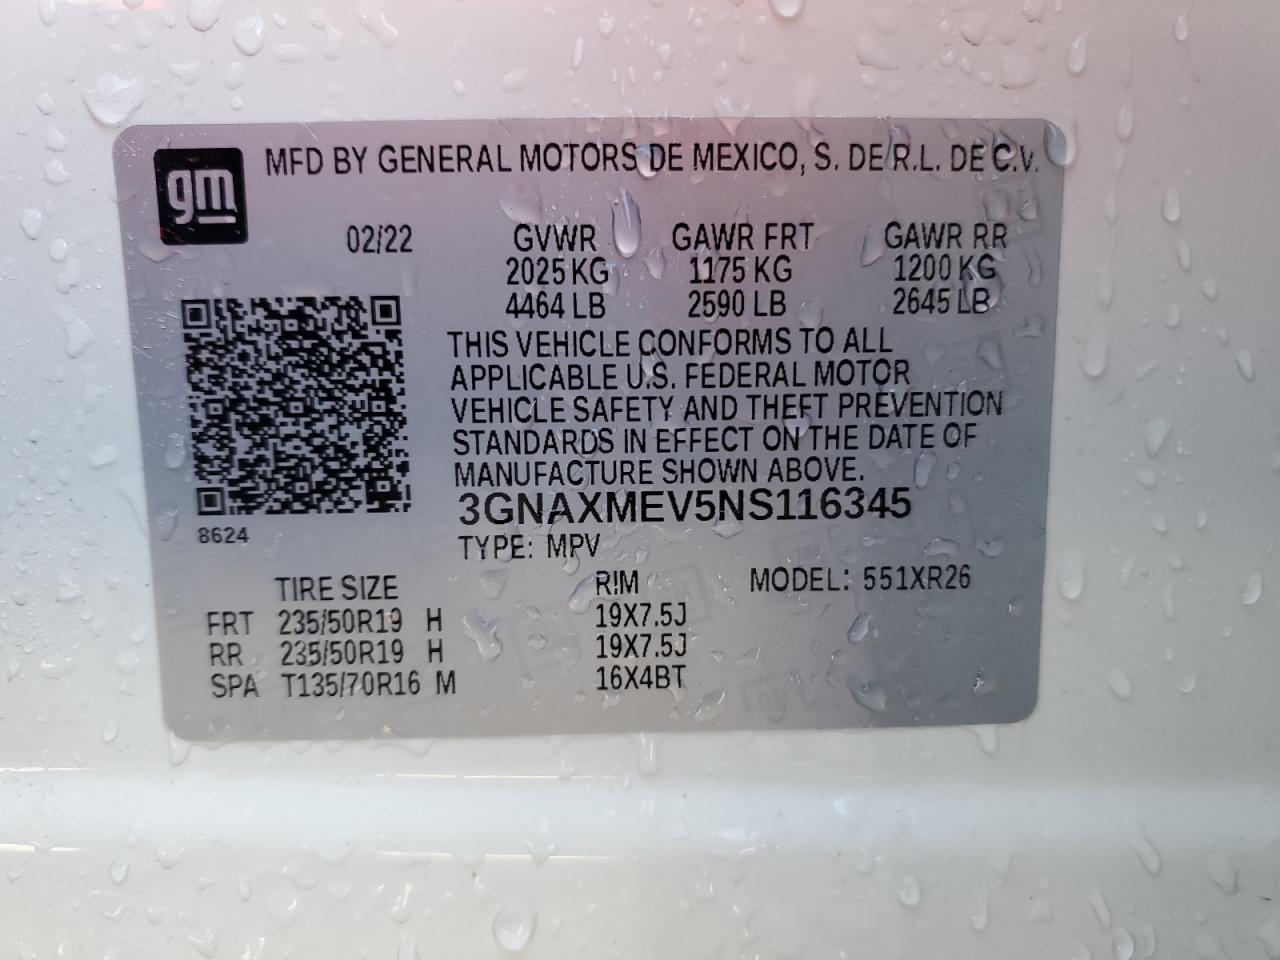 gm
MFD BY GENERAL MOTORS DE MEXICO, S. DE R.L. DE C.V.
02/22 GVWR GAWR FRT GAWR RR
2025 KG 1175 KG 1200 KG
4464 LB 2590 LB 2645 LB
THIS VEHICLE CONFORMS TO ALL
APPLICABLE U.S. FEDERAL MOTOR
VEHICLE SAFETY AND THEFT PREVENTION
STANDARDS IN EFFECT ON THE DATE OF
MANUFACTURE SHOWN ABOVE.
3GNAXMEV5NS116345
8624
TYPE: MPV
TIRE SIZE RIM MODEL: 551XR26
FRT 235/50R19 H 19X7.5J
RR 235/50R19 H 19X7.5J
SPA T135/70R16 M 16X4BT